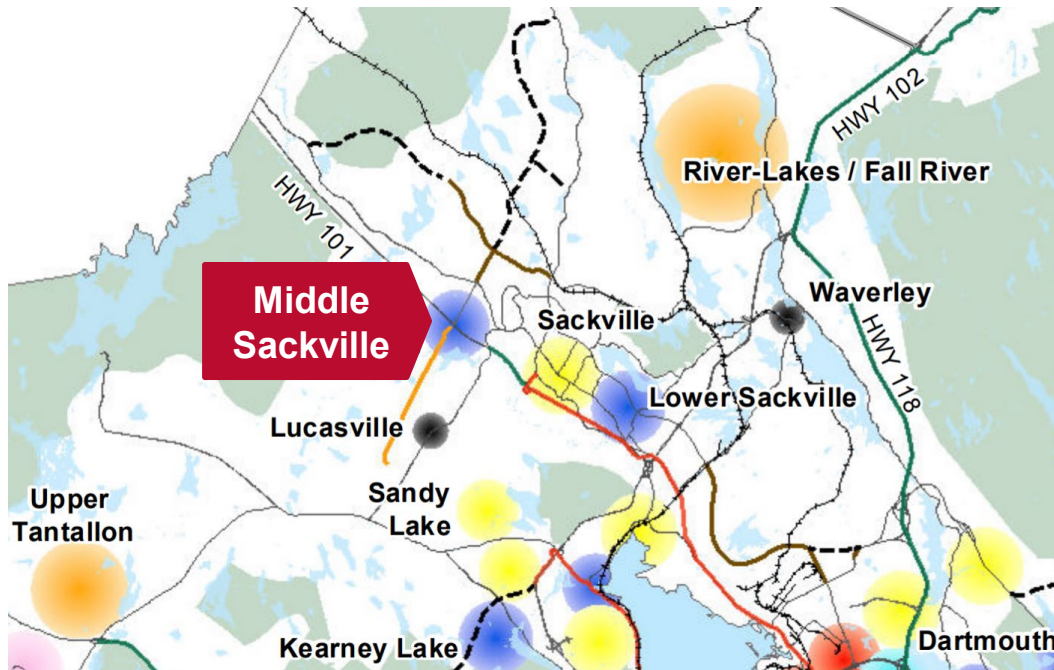 HWY 102
River-Lakes / Fall River
HWY 101
Middle
Sackville
Waverley
Sackville
HWY 118
Lower Sackville
Lucasville
Upper
Tantallon
Sandy
Lake
Kearney Lake
Dartmouth